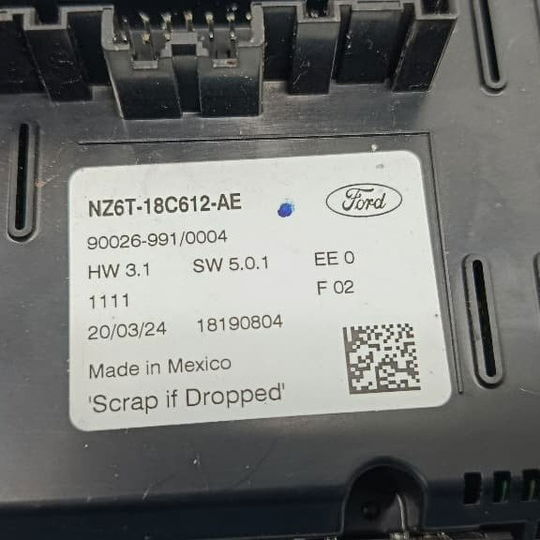 NZ6T-18C612-AE Ford
90026-991/0004
HW 3.1 SW 5.0.1 EE 0
1111 F 02
20/03/24 18190804
Made in Mexico
'Scrap if Dropped'